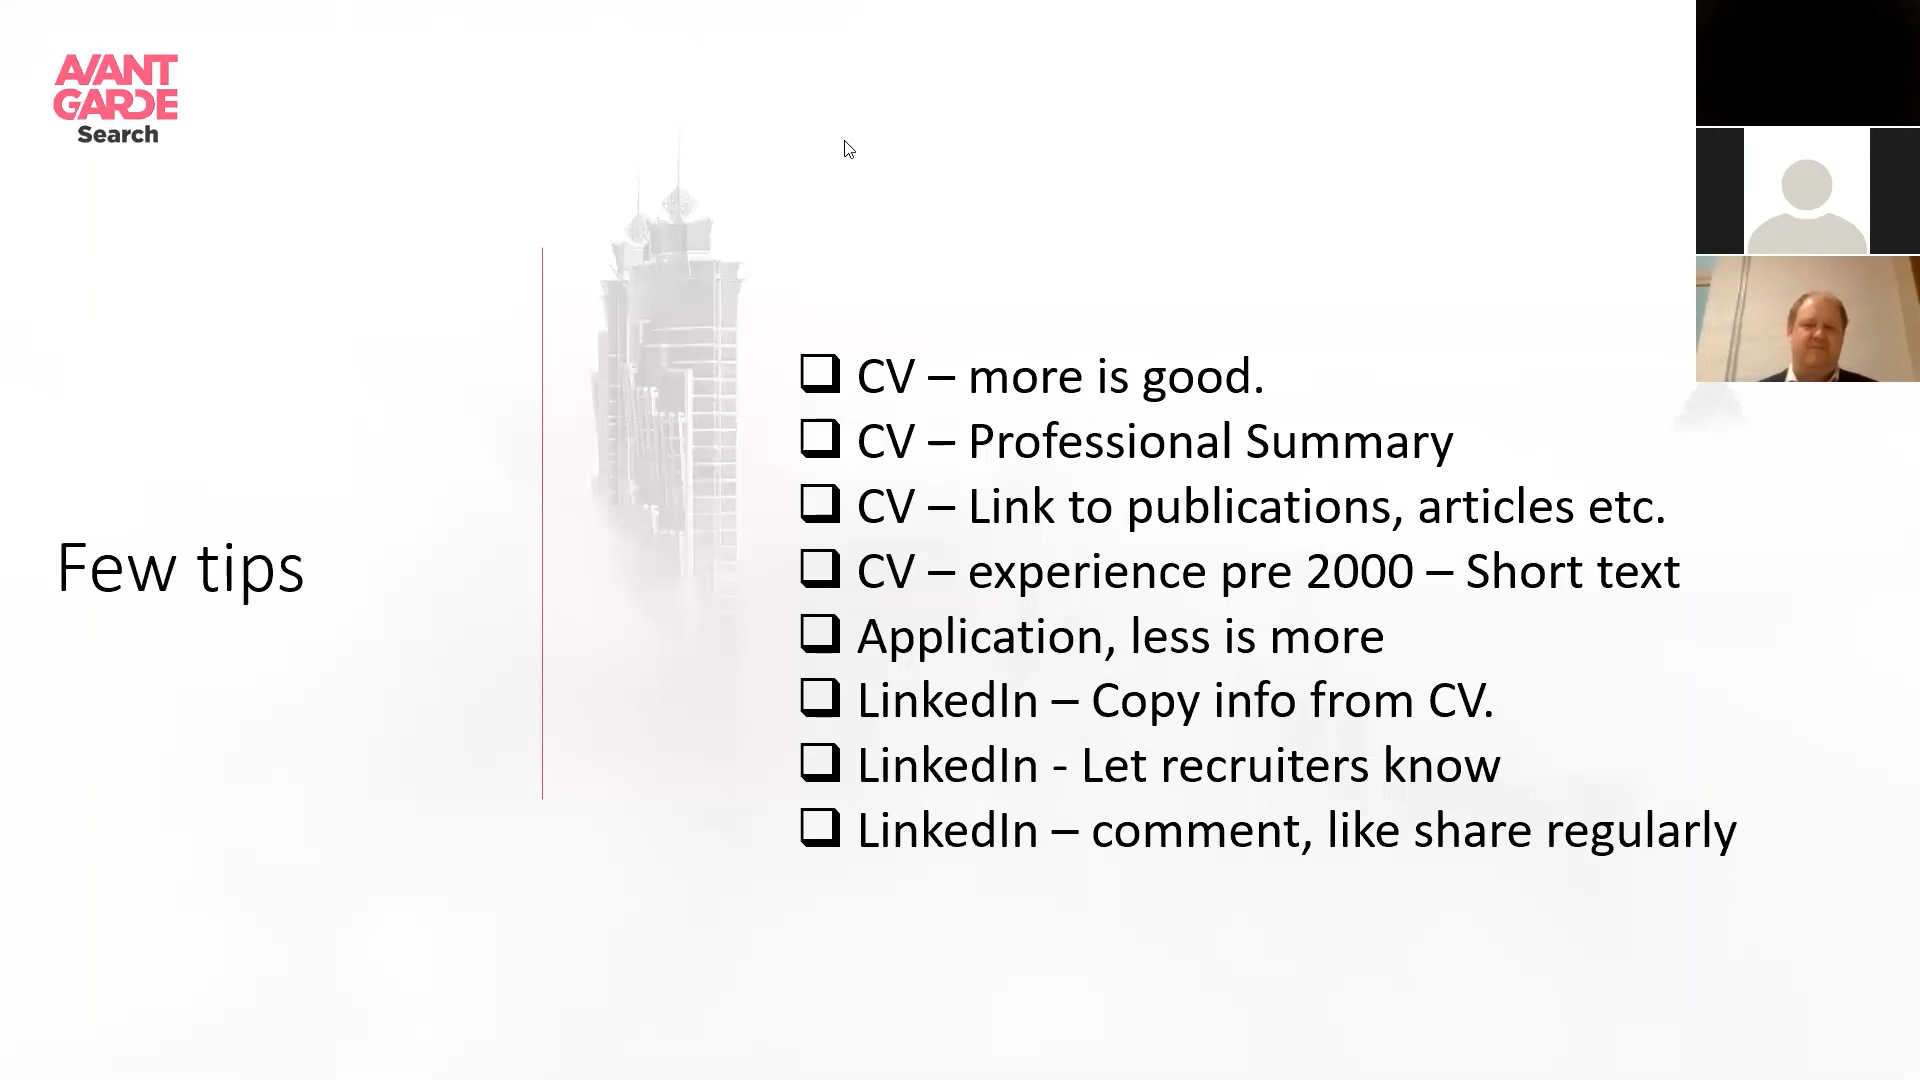 AVANT
GARDE
Search
Few tips
CV – more is good.
CV – Professional Summary
CV – Link to publications, articles etc.
CV – experience pre 2000 – Short text
Application, less is more
LinkedIn – Copy info from CV.
LinkedIn - Let recruiters know
LinkedIn – comment, like share regularly